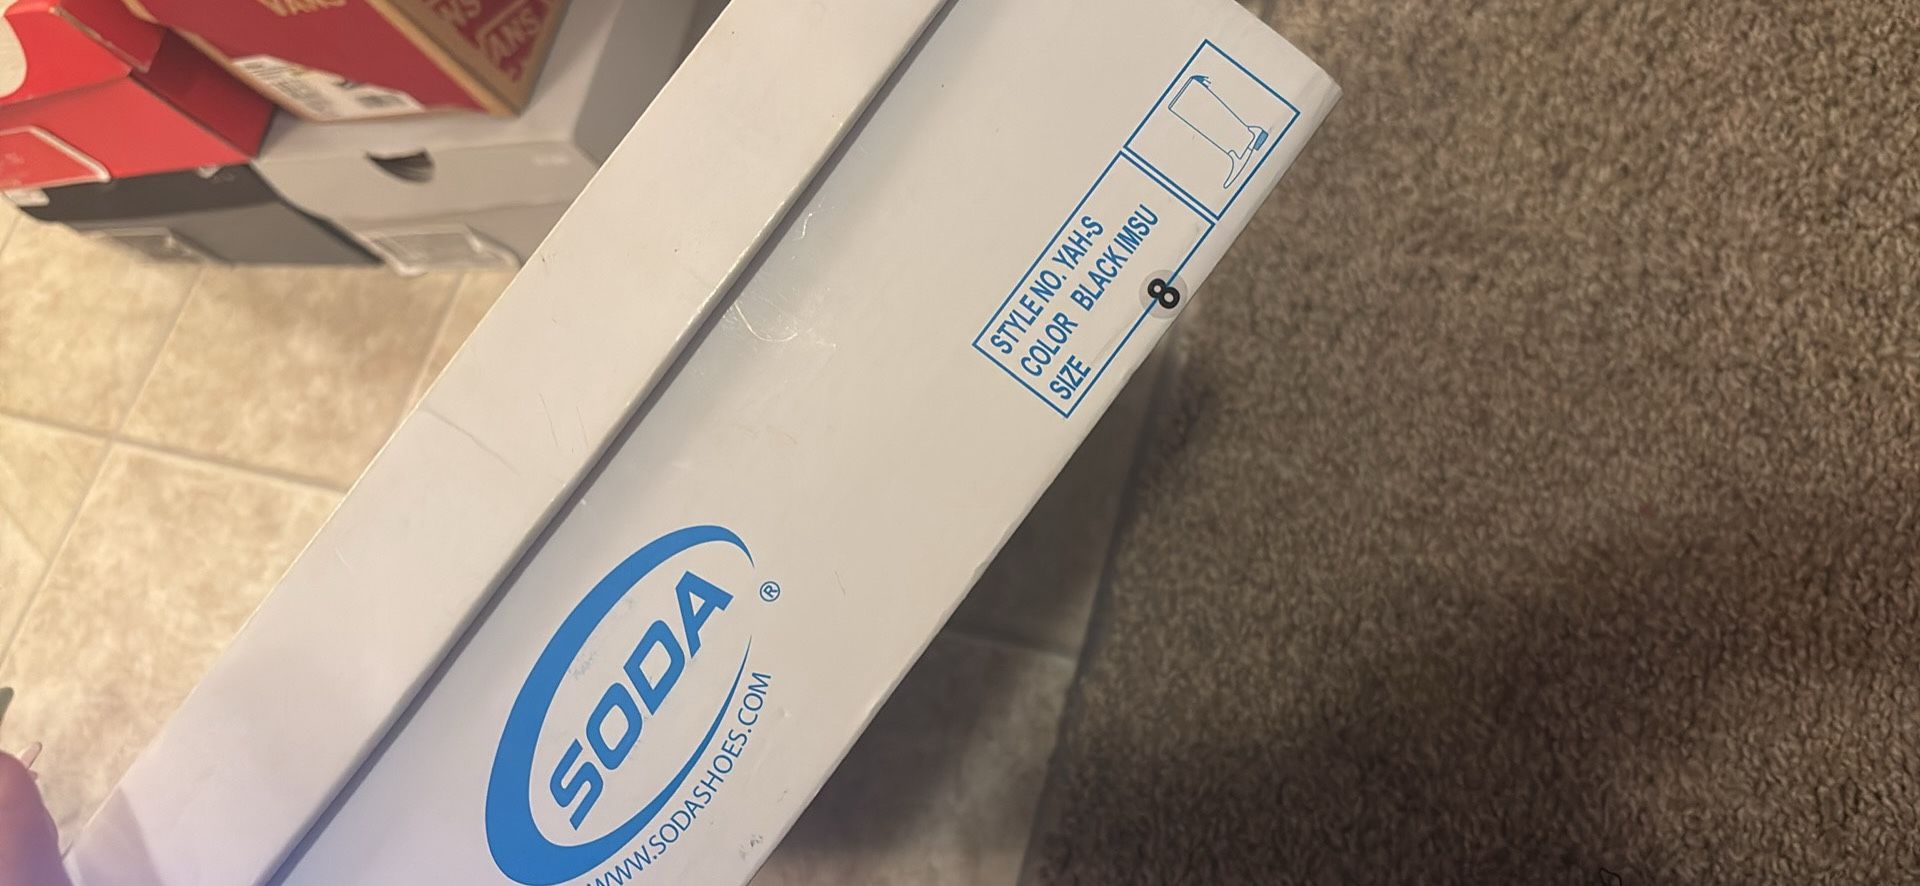 VANS
VANS
STYLE NO. YAH-S
COLOR BLACK IMSU
SIZE 8
SODA
®
WWW.SODASHOES.COM